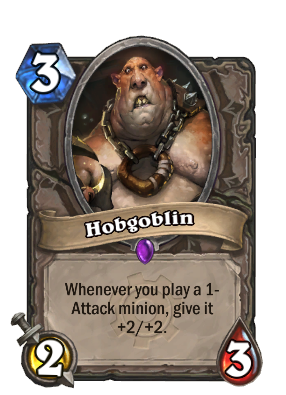 3
Hobgoblin
Whenever you play a 1-
Attack minion, give it
+2/+2.
2
3